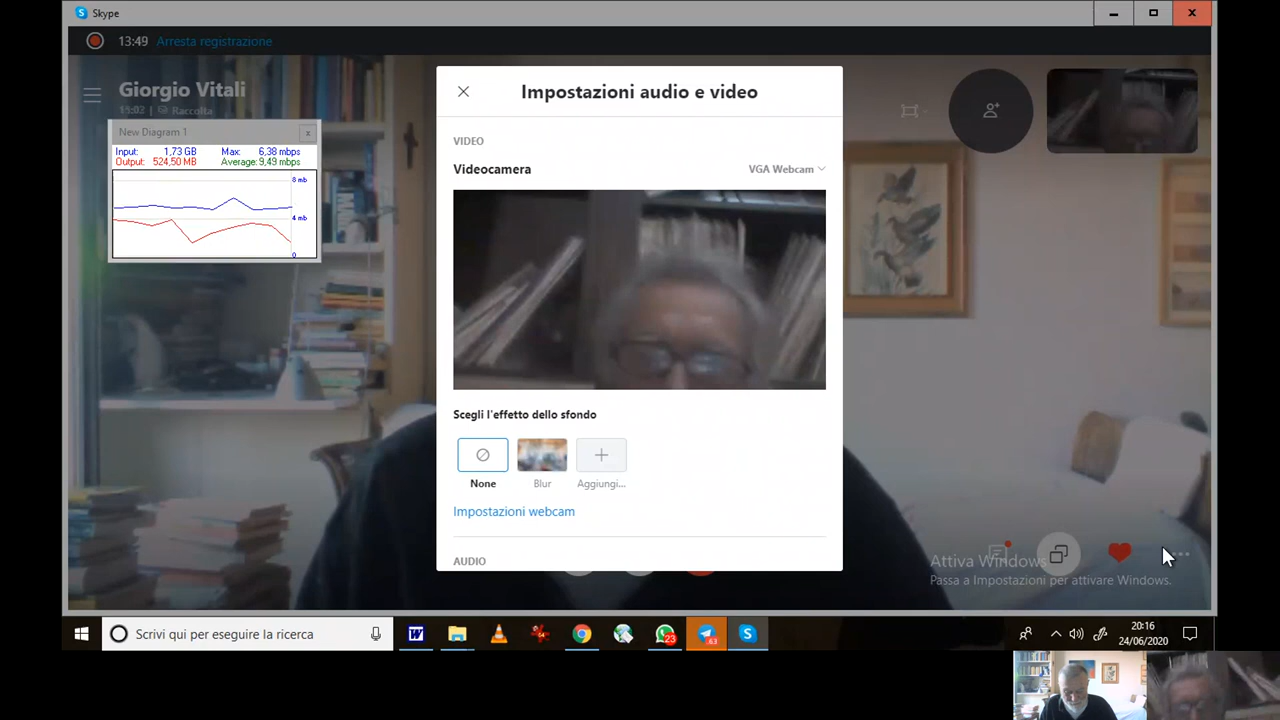 Skype
13:49 Arresta registrazione
Giorgio Vitali
Raccolta
New Diagram 1 x
Input: 1,73 GB Max: 6,38 mbps
Output: 524,50 MB Average: 9,49 mbps
8 mb
4 mb
0
Impostazioni audio e video
VIDEO
Videocamera VGA Webcam
Scegli l'effetto dello sfondo
None Blur Aggiungi...
Impostazioni webcam
AUDIO
Attiva Windows
Passa a Impostazioni per attivare Windows.
Scrivi qui per eseguire la ricerca
23
20:16
24/06/2020